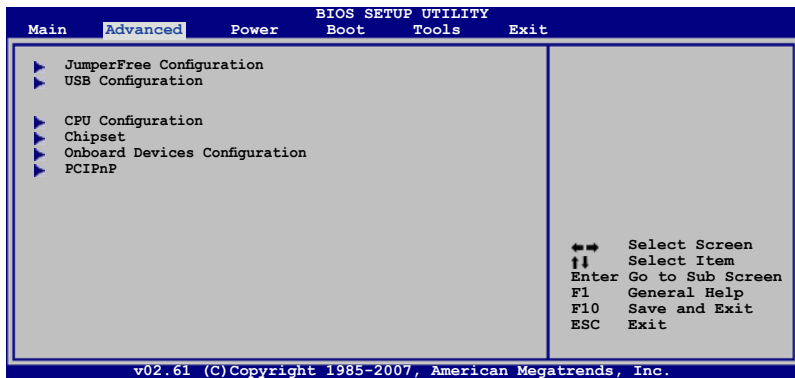 BIOS SETUP UTILITY
Main Advanced Power Boot Tools Exit
JumperFree Configuration
USB Configuration
CPU Configuration
Chipset
Onboard Devices Configuration
PCIPnP
Select Screen
Select Item
Enter Go to Sub Screen
F1 General Help
F10 Save and Exit
ESC Exit
v02.61 (C)Copyright 1985-2007, American Megatrends, Inc.